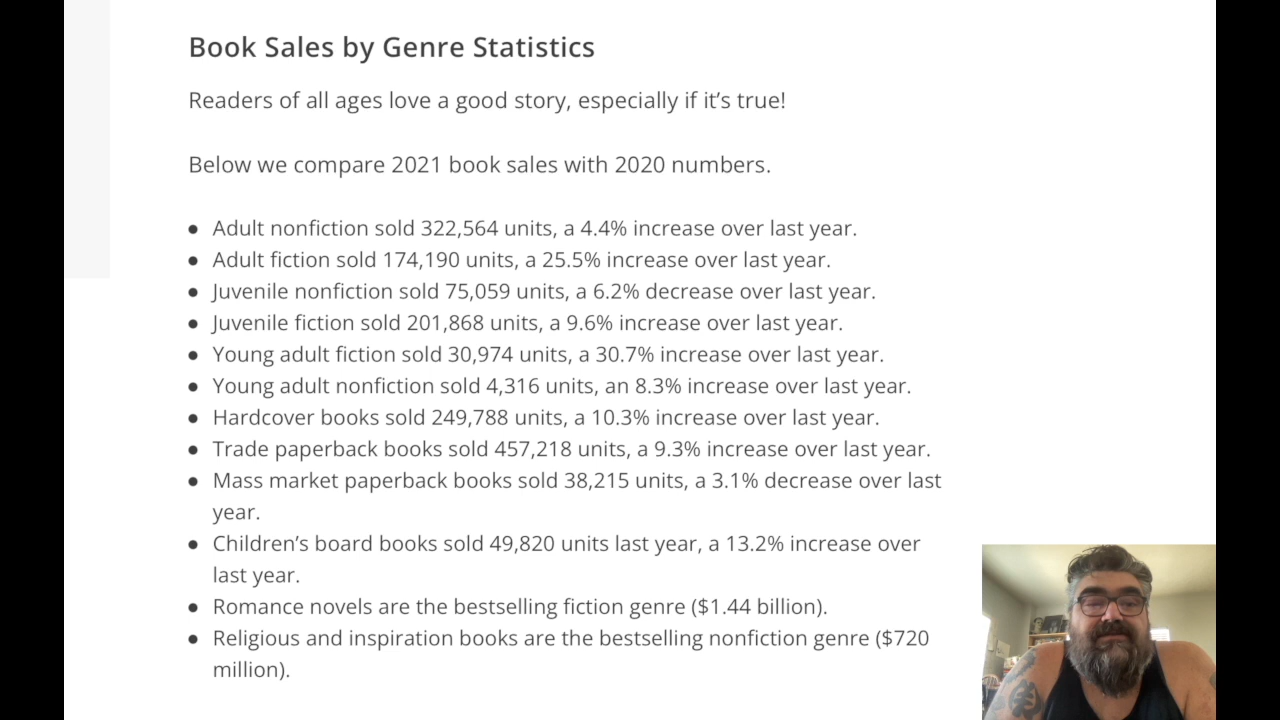 Book Sales by Genre Statistics
Readers of all ages love a good story, especially if it’s true!
Below we compare 2021 book sales with 2020 numbers.
● Adult nonfiction sold 322,564 units, a 4.4% increase over last year.
● Adult fiction sold 174,190 units, a 25.5% increase over last year.
● Juvenile nonfiction sold 75,059 units, a 6.2% decrease over last year.
● Juvenile fiction sold 201,868 units, a 9.6% increase over last year.
● Young adult fiction sold 30,974 units, a 30.7% increase over last year.
● Young adult nonfiction sold 4,316 units, an 8.3% increase over last year.
● Hardcover books sold 249,788 units, a 10.3% increase over last year.
● Trade paperback books sold 457,218 units, a 9.3% increase over last year.
● Mass market paperback books sold 38,215 units, a 3.1% decrease over last
year.
● Children’s board books sold 49,820 units last year, a 13.2% increase over
last year.
● Romance novels are the bestselling fiction genre ($1.44 billion).
● Religious and inspiration books are the bestselling nonfiction genre ($720
million).